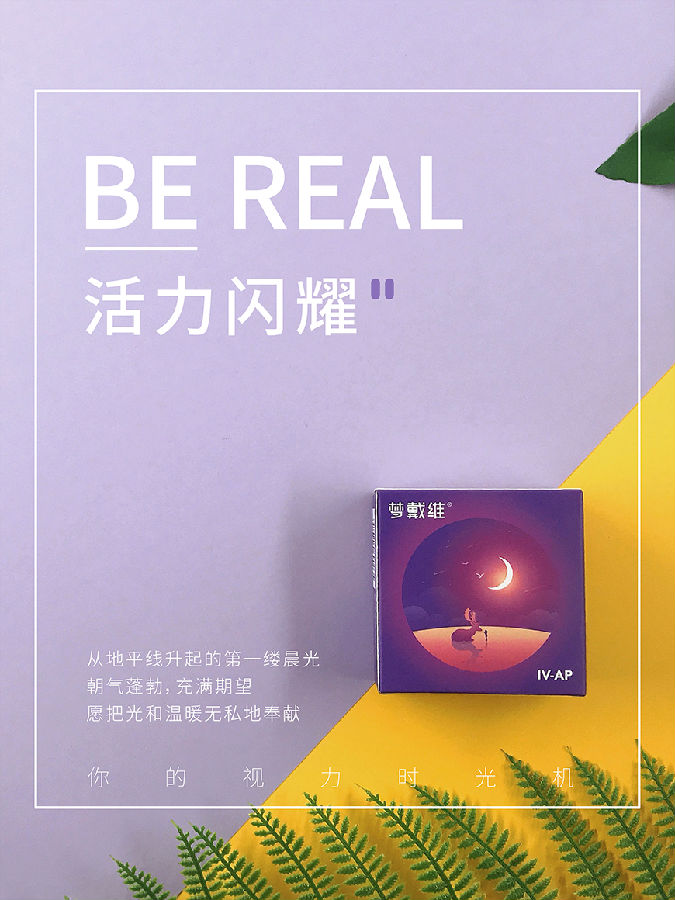 BE REAL
活力闪耀"
梦戴维®
IV-AP
从地平线升起的第一缕晨光
朝气蓬勃, 充满期望
愿把光和温暖无私地奉献
你的视力时光机